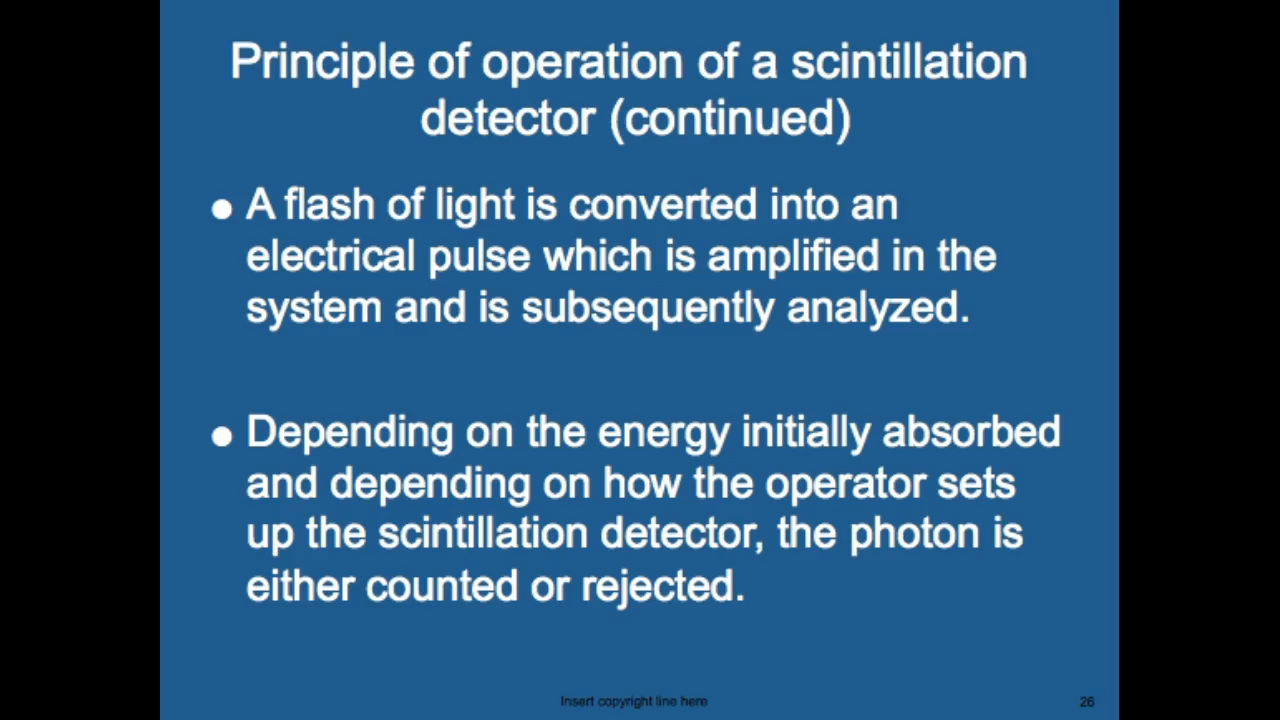 Principle of operation of a scintillation
detector (continued)
● A flash of light is converted into an
electrical pulse which is amplified in the
system and is subsequently analyzed.
● Depending on the energy initially absorbed
and depending on how the operator sets
up the scintillation detector, the photon is
either counted or rejected.
Insert copyright line here
26